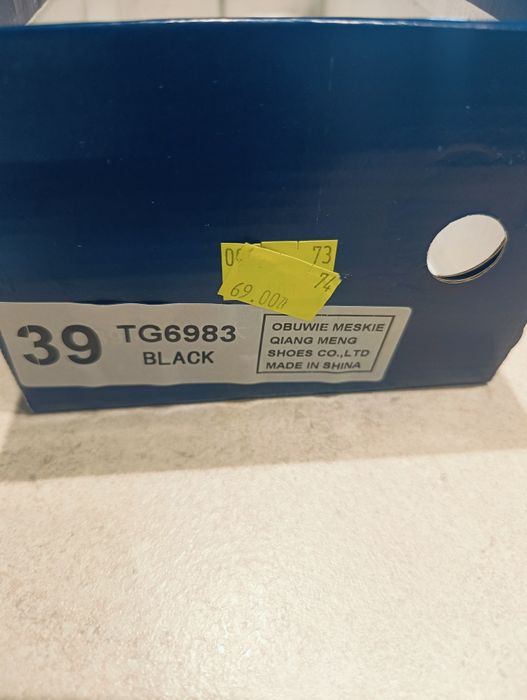 73
74
69.00zł
39
TG6983
BLACK
OBUWIE MESKIE
QIANG MENG
SHOES CO.,LTD
MADE IN SHINA